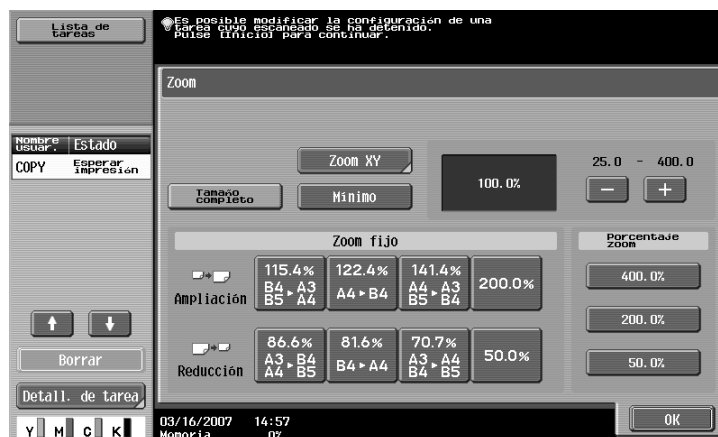 Lista de
tareas
Es posible modificar la configuración de una
tarea cuyo escaneado se ha detenido.
Pulse [Inicio] para continuar.
Zoom
Nombre
usuar.
Estado
COPY
Esperar
impresión
Zoom XY
100.0%
25.0 - 400.0
Tamaño
completo
Mínimo
− +
Zoom fijo
Porcentaje
zoom
Ampliación
115.4%
B4 ▸ A3
B5 ▸ A4
122.4%
A4 ▸ B4
141.4%
A4 ▸ A3
B5 ▸ B4
200.0%
400.0%
200.0%
50.0%
Reducción
86.6%
A3 ▸ B4
A4 ▸ B5
81.6%
B4 ▸ A4
70.7%
A3 ▸ A4
B4 ▸ B5
50.0%
Borrar
Detall. de tarea
Y M C K
03/16/2007 14:57
Memoria 0%
OK